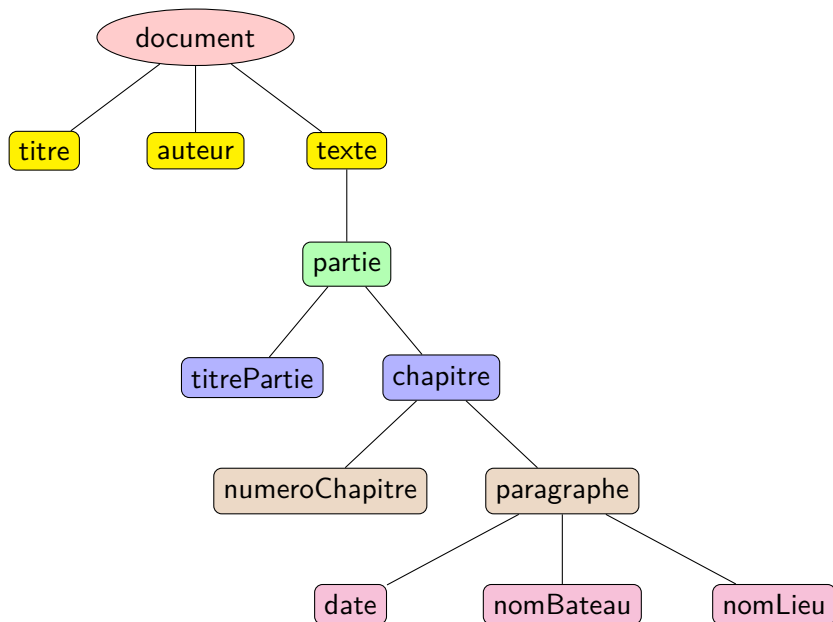 document
titre auteur texte
partie
titrePartie chapitre
numeroChapitre paragraphe
date nomBateau nomLieu